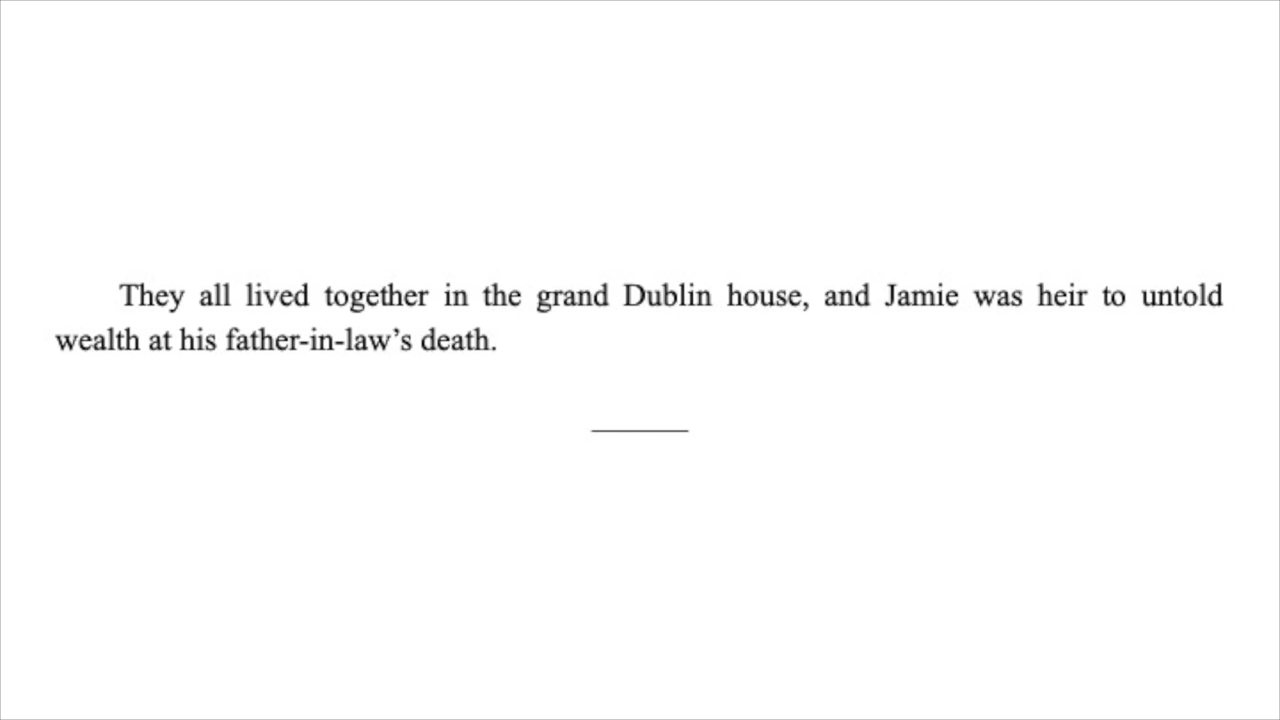 They all lived together in the grand Dublin house, and Jamie was heir to untold
wealth at his father-in-law’s death.